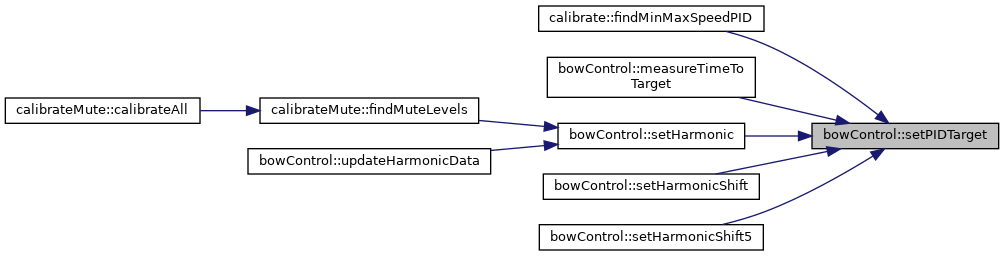 calibrate::findMinMaxSpeedPID
bowControl::measureTimeTo
Target
calibrateMute::calibrateAll
calibrateMute::findMuteLevels
bowControl::setHarmonic
bowControl::setPIDTarget
bowControl::updateHarmonicData
bowControl::setHarmonicShift
bowControl::setHarmonicShift5